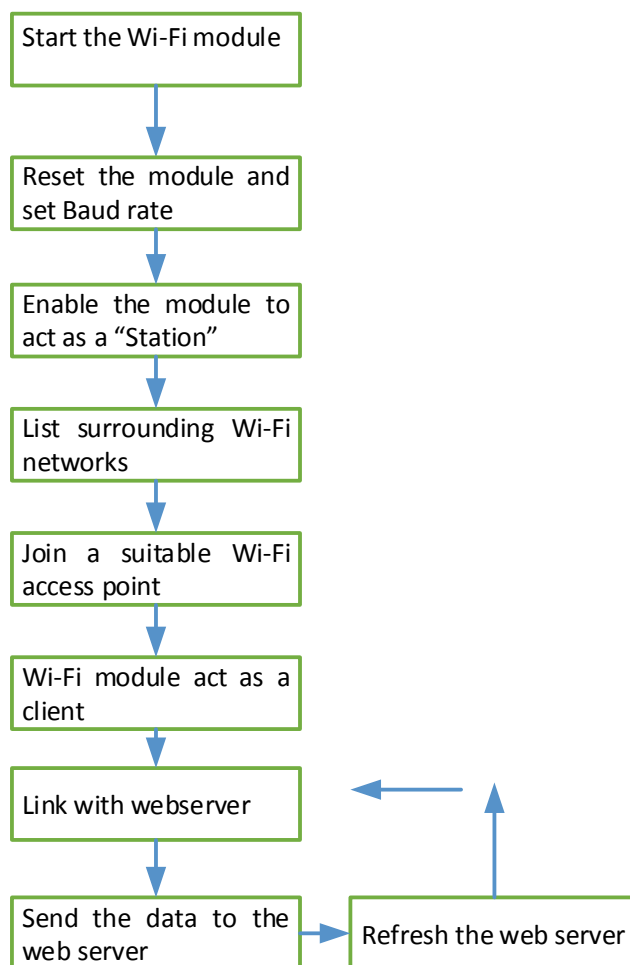 Start the Wi-Fi module
Reset the module and
set Baud rate
Enable the module to
act as a “Station”
List surrounding Wi-Fi
networks
Join a suitable Wi-Fi
access point
Wi-Fi module act as a
client
Link with webserver
Send the data to the
web server
Refresh the web server